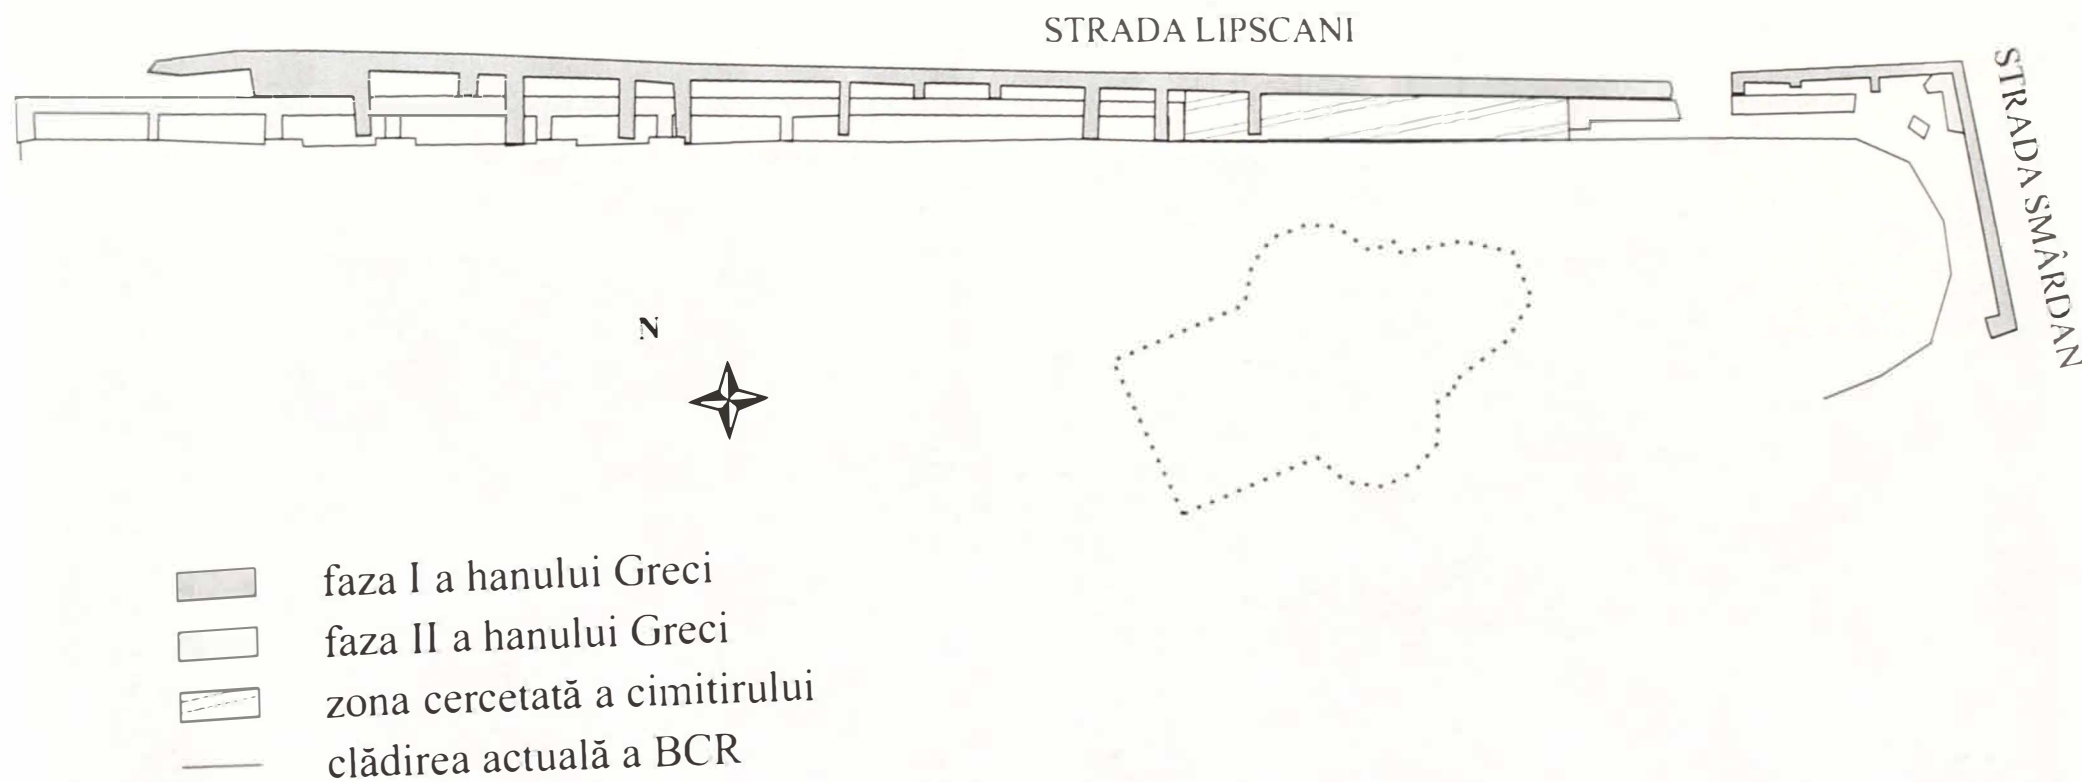 STRADA LIPSCANI
STRADA SMÂRDAN
N
faza I a hanului Greci
faza II a hanului Greci
zona cercetată a cimitirului
clădirea actuală a BCR